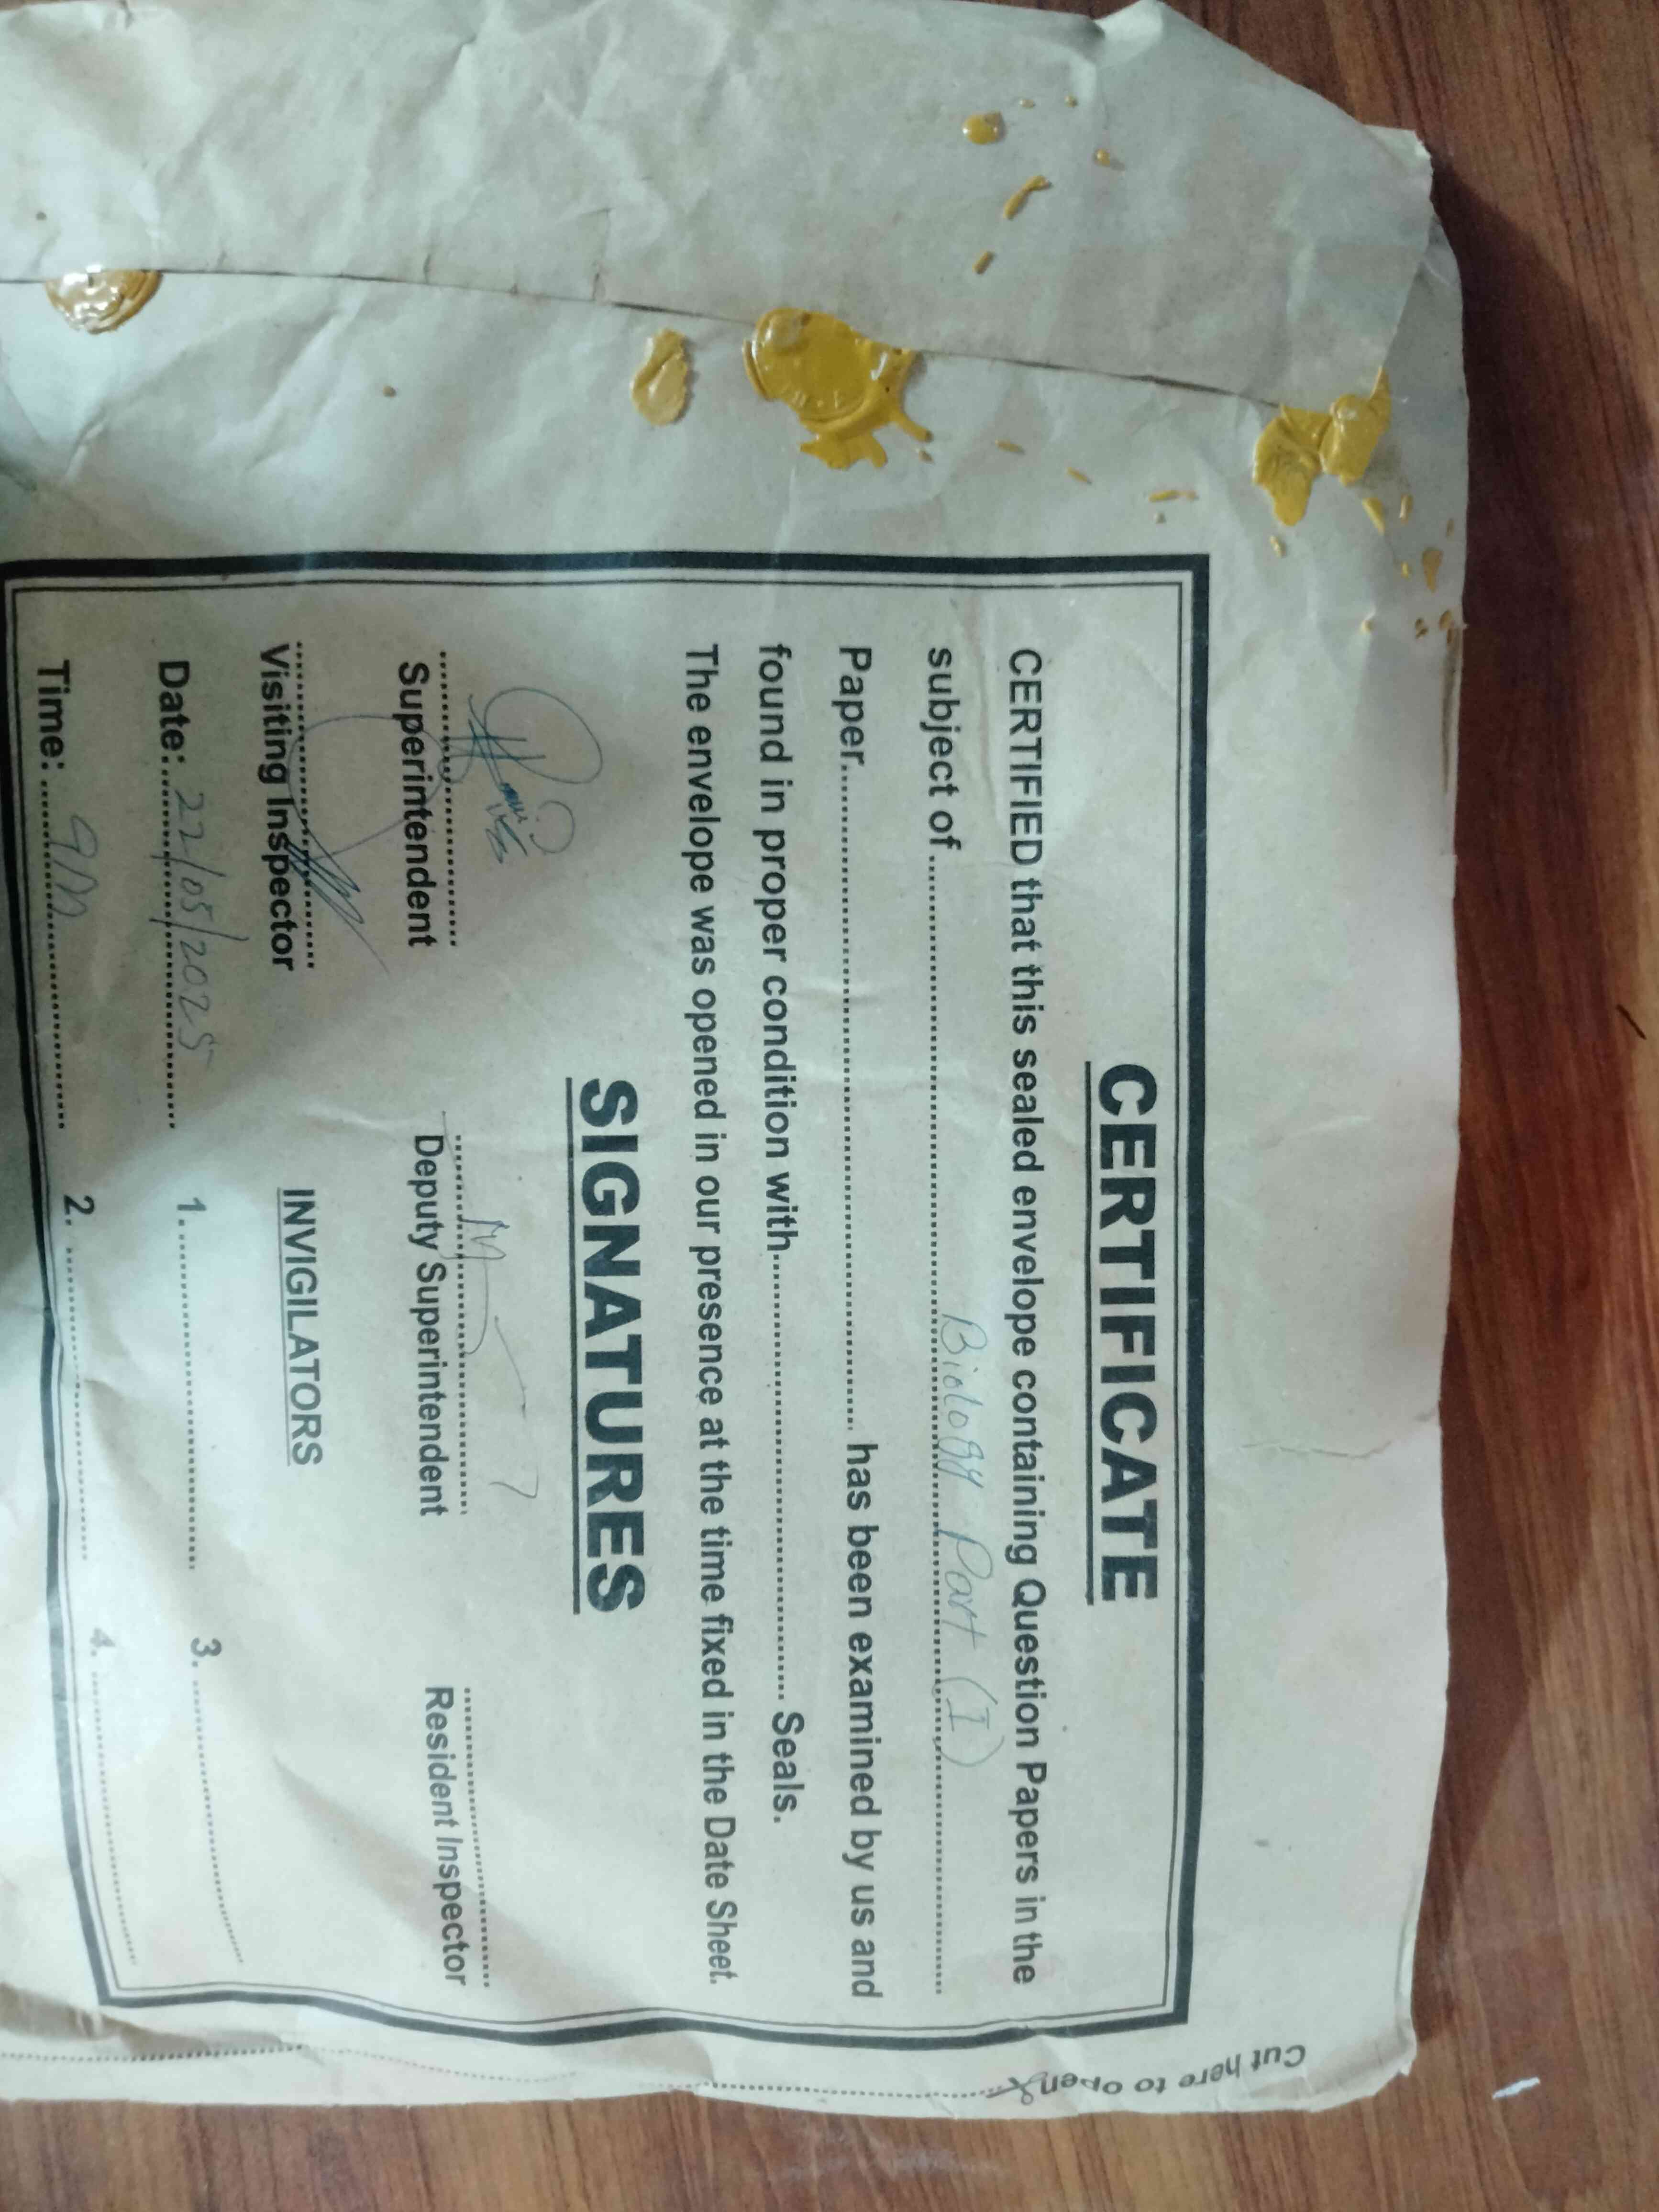 CERTIFICATE
CERTIFIED that this sealed envelope containing Question Papers in the
subject of.......... Biology Part (I) ..........
Paper.......... has been examined by us and
found in proper condition with.......... Seals.
The envelope was opened in our presence at the time fixed in the Date Sheet.
SIGNATURES
Superintendent Deputy Superintendent Resident Inspector
Visiting Inspector INVIGILATORS
Date: 22/05/2025 1. .......... 3. ..........
Time: .......... 2. .......... 4. ..........
Cut here to open